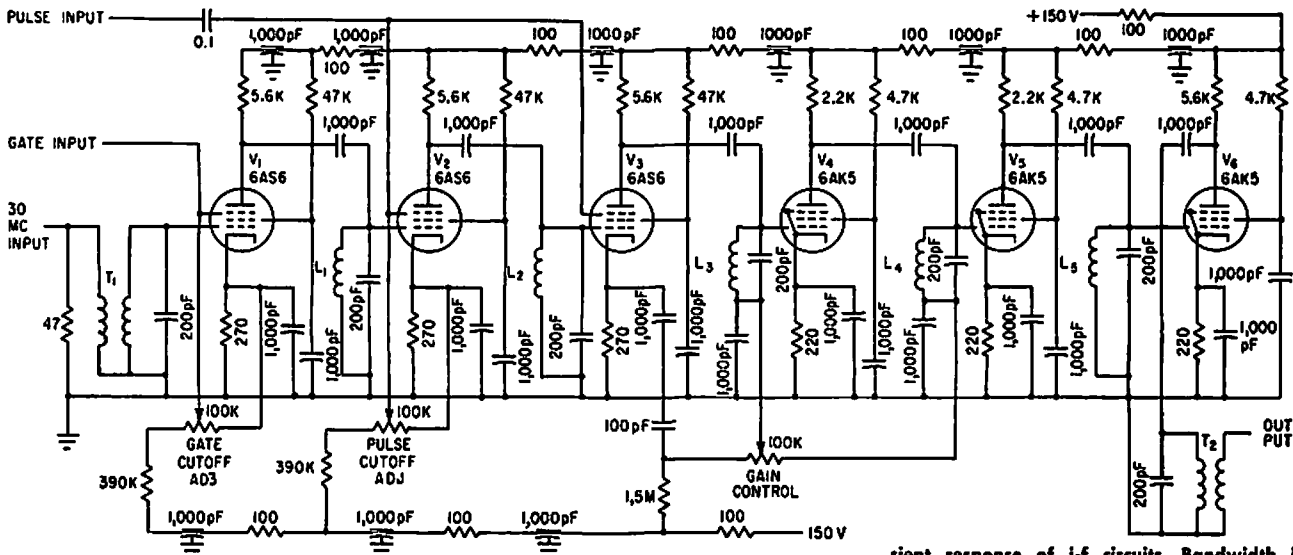 PULSE INPUT
0.1
1,000pF
100
1,000pF
100
1000pF
100
1000pF
100
1000pF
100
1000pF
+150 V
100
5.6K
47K
5.6K
47K
5.6K
47K
2.2K
4.7K
2.2K
4.7K
5.6K
4.7K
1,000pF
1,000pF
1,000pF
1,000pF
1,000pF
1,000pF
GATE INPUT
V1
6AS6
V2
6AS6
V3
6AS6
V4
6AK5
V5
6AK5
V6
6AK5
30
MC
INPUT
T1
L1
L2
L3
L4
L5
47
200pF
270
1,000pF
1,000pF
200pF
270
1,000pF
1,000pF
200pF
270
1,000pF
1,000pF
1,000pF
200pF
220
1,000pF
1,000pF
1,000pF
200pF
220
1,000pF
1,000pF
200pF
220
1,000
pF
1,000pF
100K
GATE
CUTOFF
AD3
390K
100K
PULSE
CUTOFF
ADJ
390K
100pF
100K
GAIN
CONTROL
1,5M
200pF
T2
OUT
PUT
1,000pF
100
1,000pF
100
1,000pF
100
150 V
sient response of i-f circuits. Bandwidth